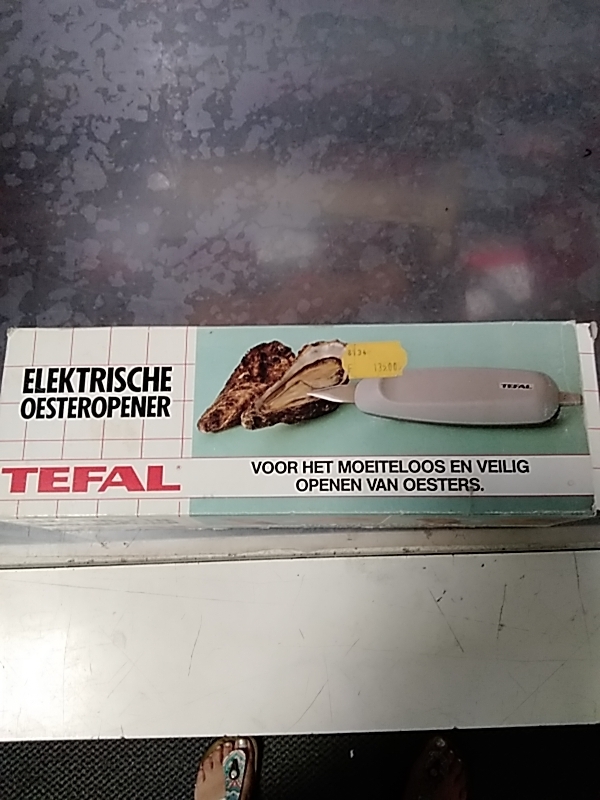 ELEKTRISCHE
OESTEROPENER
TEFAL
TEFAL
VOOR HET MOEITELOOS EN VEILIG
OPENEN VAN OESTERS.